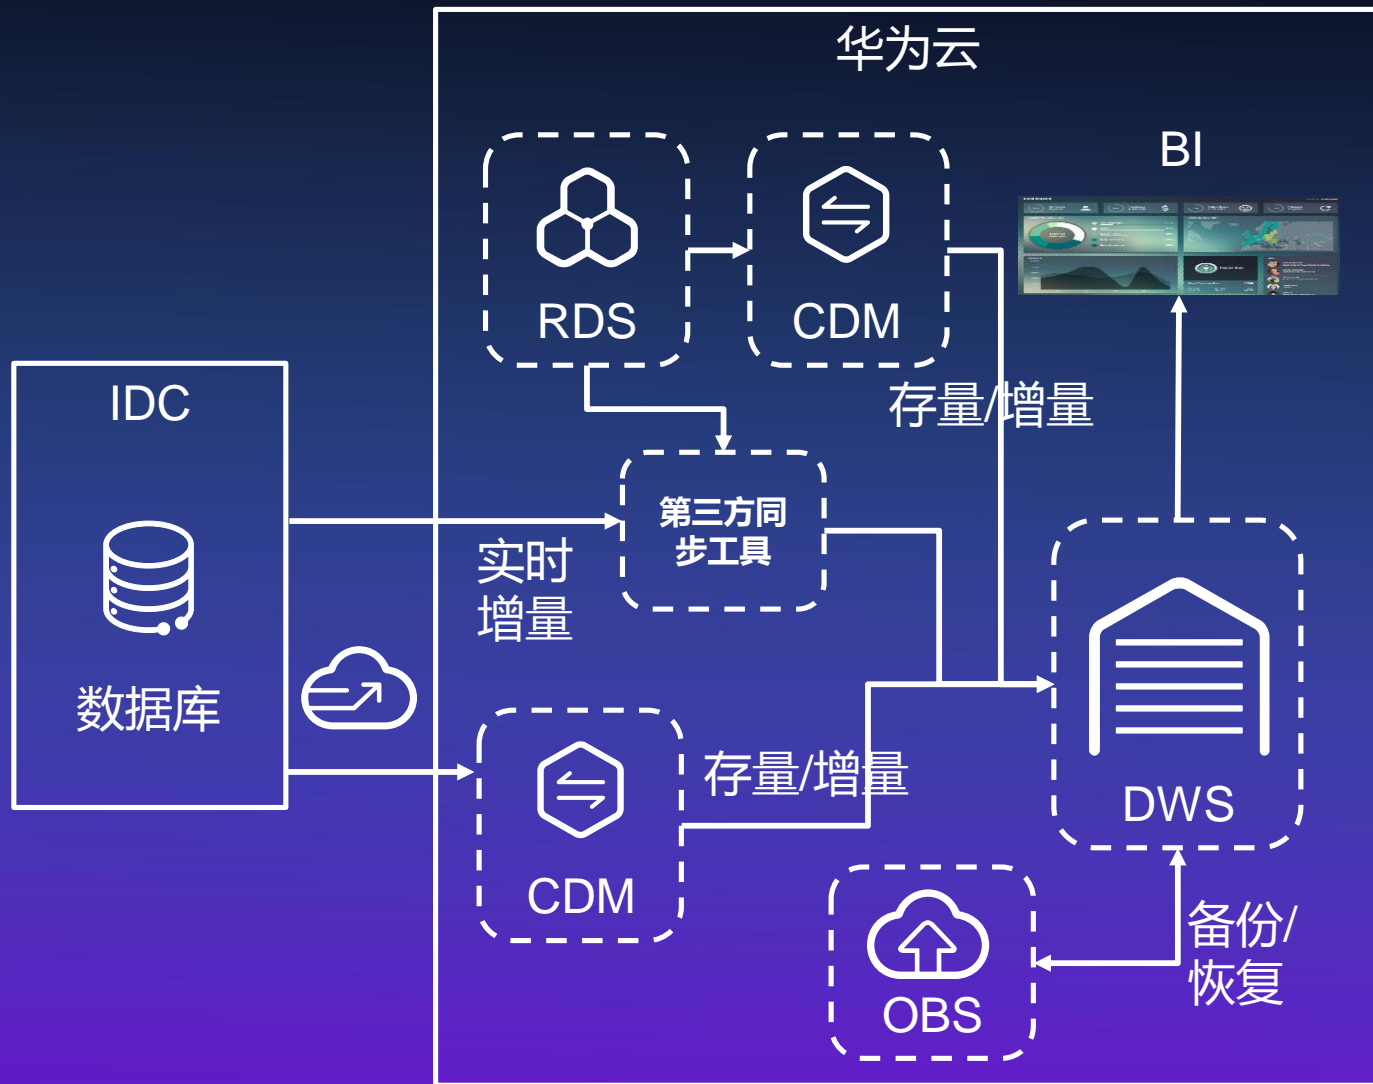 华为云
BI
RDS
CDM
存量/增量
IDC
第三方同
步工具
实时
增量
数据库
存量/增量
DWS
CDM
备份/
恢复
OBS